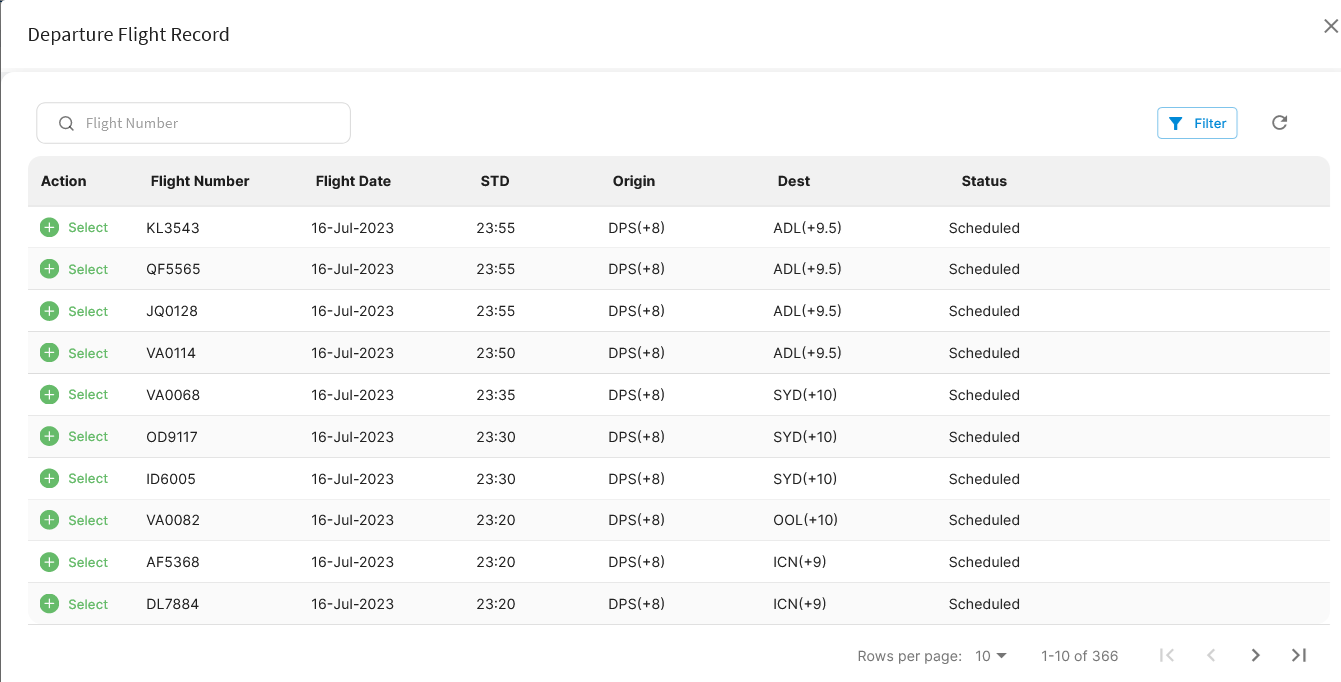 Departure Flight Record
Flight Number
Filter
Action Flight Number Flight Date STD Origin Dest Status
Select KL3543 16-Jul-2023 23:55 DPS(+8) ADL(+9.5) Scheduled
Select QF5565 16-Jul-2023 23:55 DPS(+8) ADL(+9.5) Scheduled
Select JQ0128 16-Jul-2023 23:55 DPS(+8) ADL(+9.5) Scheduled
Select VA0114 16-Jul-2023 23:50 DPS(+8) ADL(+9.5) Scheduled
Select VA0068 16-Jul-2023 23:35 DPS(+8) SYD(+10) Scheduled
Select OD9117 16-Jul-2023 23:30 DPS(+8) SYD(+10) Scheduled
Select ID6005 16-Jul-2023 23:30 DPS(+8) SYD(+10) Scheduled
Select VA0082 16-Jul-2023 23:20 DPS(+8) OOL(+10) Scheduled
Select AF5368 16-Jul-2023 23:20 DPS(+8) ICN(+9) Scheduled
Select DL7884 16-Jul-2023 23:20 DPS(+8) ICN(+9) Scheduled
Rows per page: 10 1-10 of 366